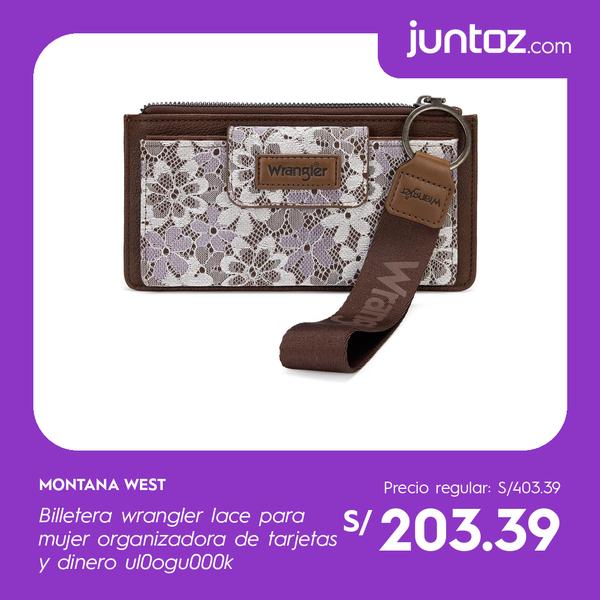 juntoz.com
Wrangler
Wrangler
Wrang
MONTANA WEST
Billetera wrangler lace para
mujer organizadora de tarjetas
y dinero ul0ogu000k
Precio regular: S/403.39
S/203.39